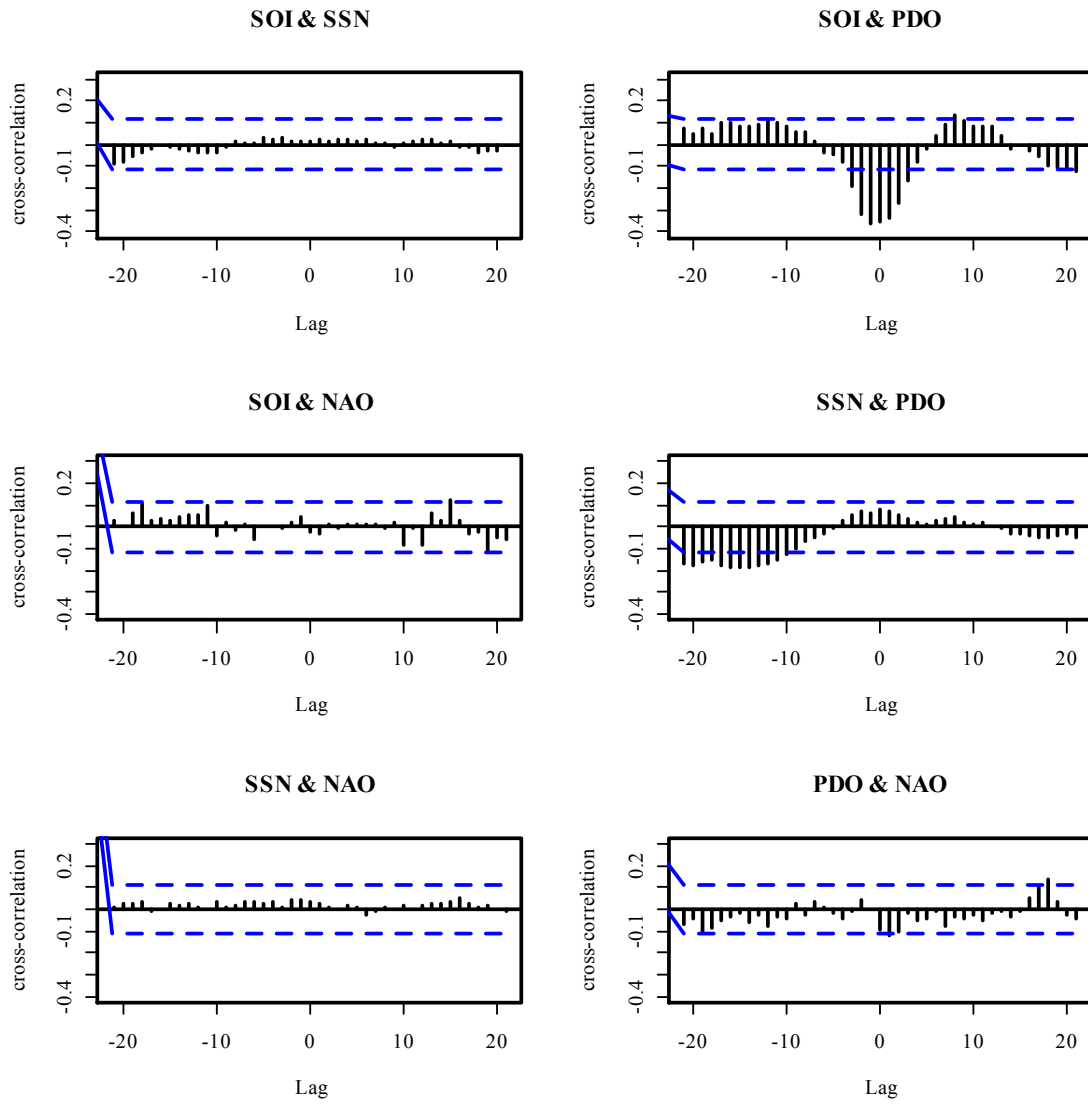 SOI & SSN
cross-correlation
0.2
-0.1
-0.4
-20 -10 0 10 20
Lag
SOI & PDO
cross-correlation
0.2
-0.1
-0.4
-20 -10 0 10 20
Lag
SOI & NAO
cross-correlation
0.2
-0.1
-0.4
-20 -10 0 10 20
Lag
SSN & PDO
cross-correlation
0.2
-0.1
-0.4
-20 -10 0 10 20
Lag
SSN & NAO
cross-correlation
0.2
-0.1
-0.4
-20 -10 0 10 20
Lag
PDO & NAO
cross-correlation
0.2
-0.1
-0.4
-20 -10 0 10 20
Lag